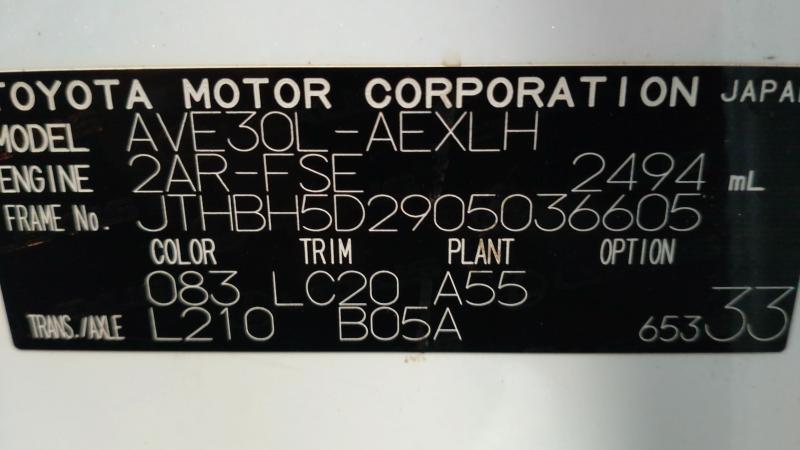 TOYOTA MOTOR CORPORATION JAPAN
MODEL AVE30L-AEXLH
ENGINE 2AR-FSE 2494 mL
FRAME No. JTHBH5D2905036605
COLOR TRIM PLANT OPTION
083 LC20 A55
TRANS./AXLE L210 B05A 653 33